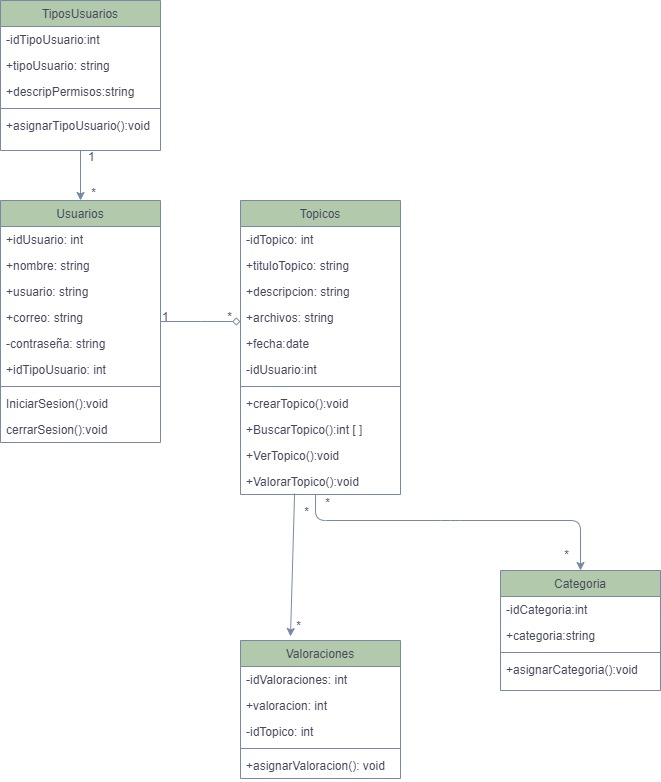 TiposUsuarios
-idTipoUsuario:int
+tipoUsuario: string
+descripPermisos:string
+asignarTipoUsuario():void
1
*
Usuarios
+idUsuario: int
+nombre: string
+usuario: string
+correo: string
-contraseña: string
+idTipoUsuario: int
IniciarSesion():void
cerrarSesion():void
1
*
Topicos
-idTopico: int
+tituloTopico: string
+descripcion: string
+archivos: string
+fecha:date
-idUsuario:int
+crearTopico():void
+BuscarTopico():int [ ]
+VerTopico():void
+ValorarTopico():void
*
*
*
*
Categoria
-idCategoria:int
+categoria:string
+asignarCategoria():void
Valoraciones
-idValoraciones: int
+valoracion: int
-idTopico: int
+asignarValoracion(): void